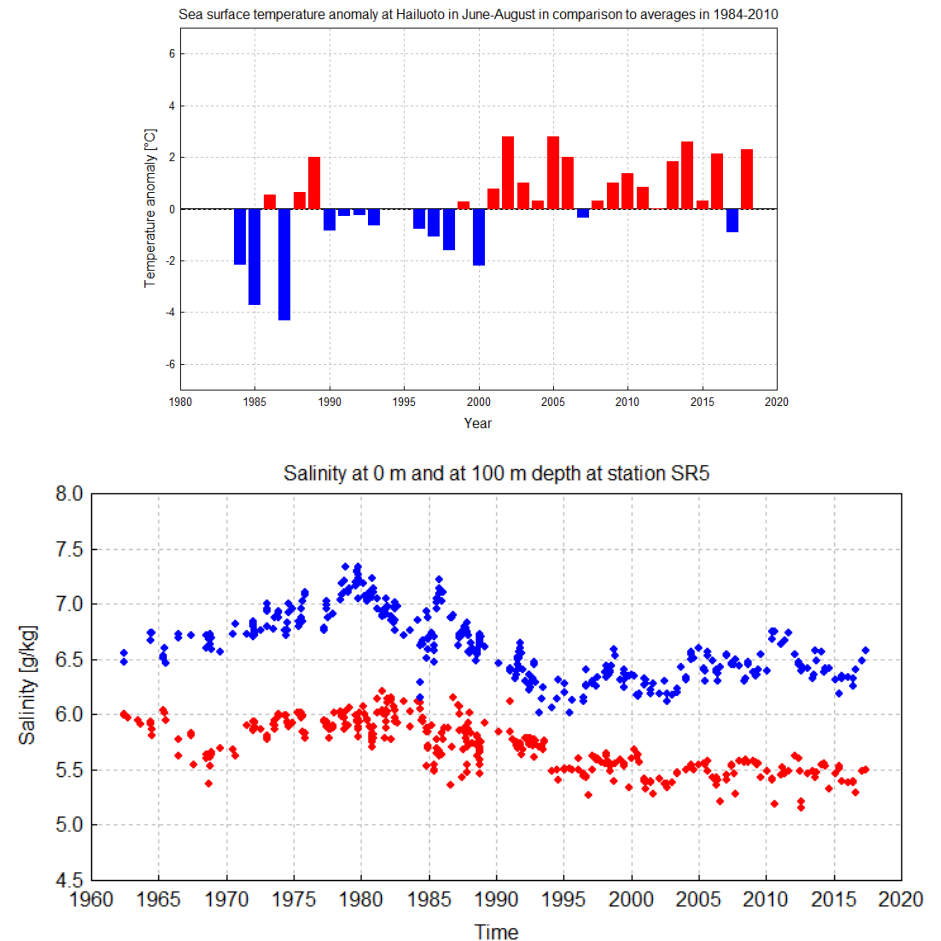 Sea surface temperature anomaly at Hailuoto in June-August in comparison to averages in 1984-2010
6
4
2
0
-2
-4
-6
Temperature anomaly [°C]
1980 1985 1990 1995 2000 2005 2010 2015 2020
Year
Salinity at 0 m and at 100 m depth at station SR5
8.0
7.5
7.0
6.5
6.0
5.5
5.0
4.5
Salinity [g/kg]
1960 1965 1970 1975 1980 1985 1990 1995 2000 2005 2010 2015 2020
Time